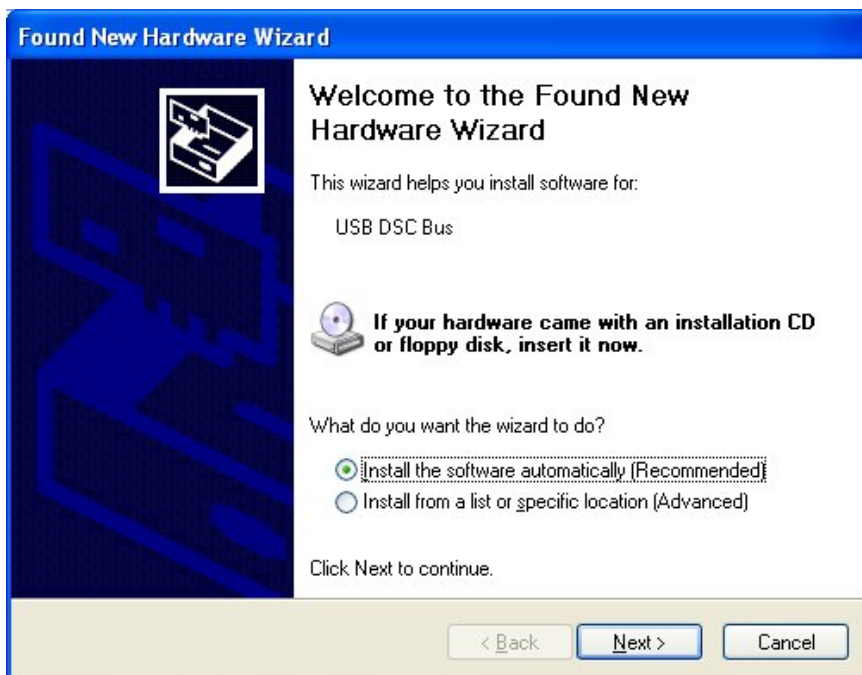 Found New Hardware Wizard
Welcome to the Found New
Hardware Wizard
This wizard helps you install software for:
USB DSC Bus
If your hardware came with an installation CD
or floppy disk, insert it now.
What do you want the wizard to do?
Install the software automatically (Recommended)
Install from a list or specific location (Advanced)
Click Next to continue.
< Back Next > Cancel